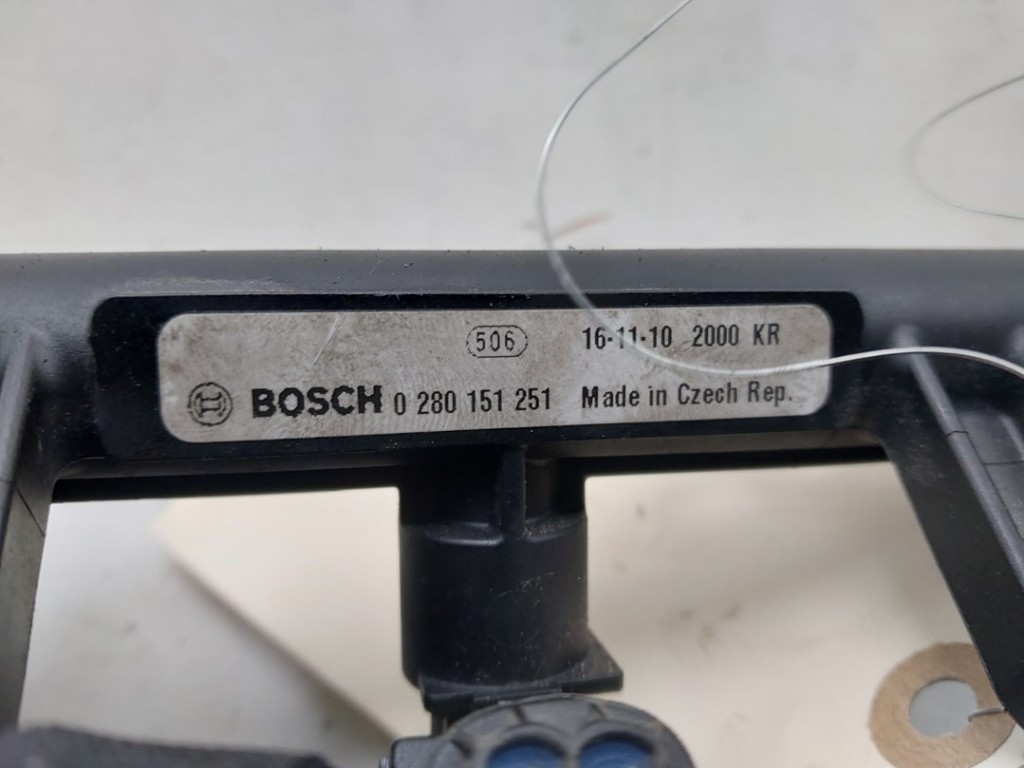 506 16-11-10 2000 KR
BOSCH 0 280 151 251 Made in Czech Rep.